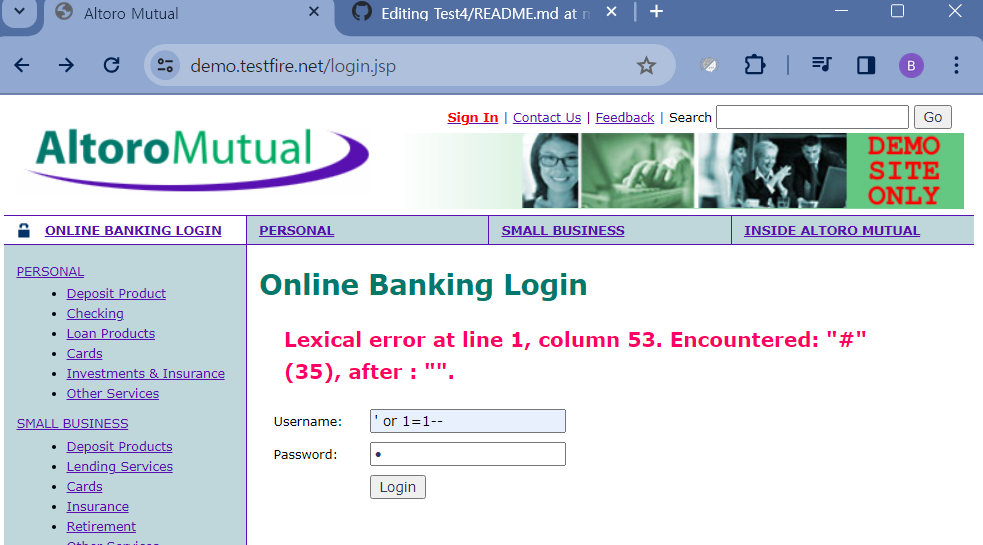 Altoro Mutual
Editing Test4/README.md at m
demo.testfire.net/login.jsp
B
Sign In | Contact Us | Feedback | Search
Go
AltoroMutual
DEMO
SITE
ONLY
ONLINE BANKING LOGIN
PERSONAL
SMALL BUSINESS
INSIDE ALTORO MUTUAL
PERSONAL
Deposit Product
Checking
Loan Products
Cards
Investments & Insurance
Other Services
SMALL BUSINESS
Deposit Products
Lending Services
Cards
Insurance
Retirement
Other Services
Online Banking Login
Lexical error at line 1, column 53. Encountered: "#"
(35), after : "".
Username: ' or 1=1--
Password: •
Login